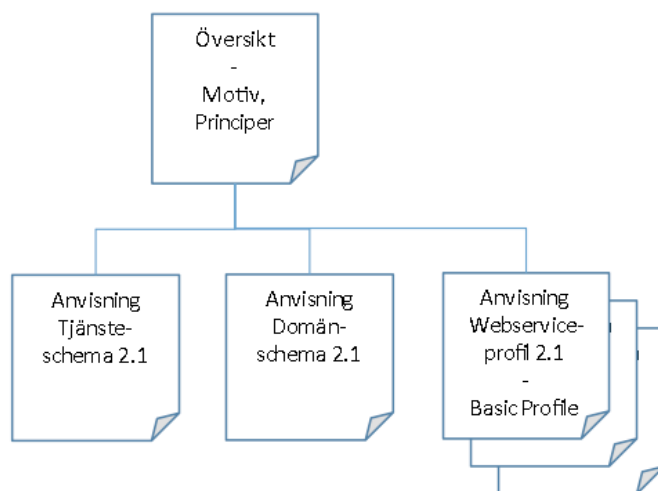 Översikt
-
Motiv,
Principer
Anvisning
Tjänste-
schema 2.1
Anvisning
Domän-
schema 2.1
Anvisning
Webservice-
profil 2.1
-
Basic Profile